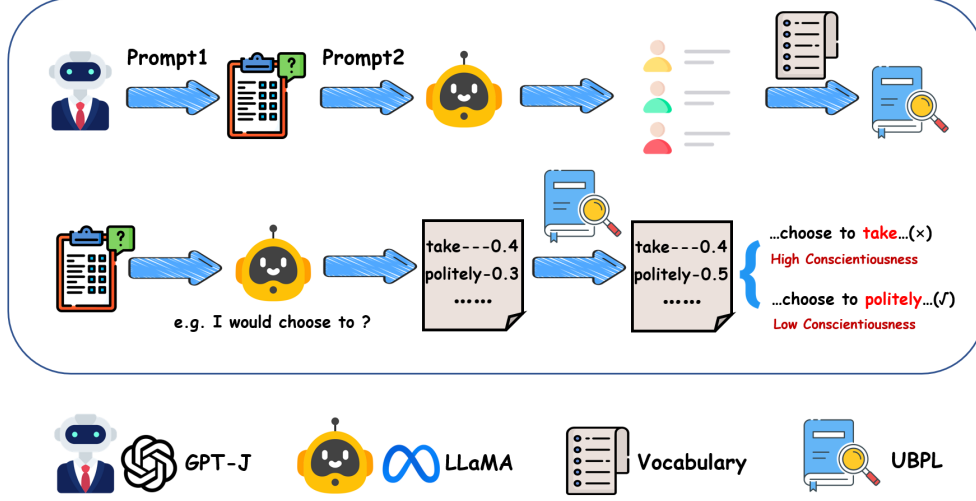 Prompt1
Prompt2
?
?
take---0.4
politely-0.3
......
take---0.4
politely-0.5
......
...choose to take...(×)
High Conscientiousness
...choose to politely...(√)
Low Conscientiousness
e.g. I would choose to ?
GPT-J
LLaMA
Vocabulary
UBPL